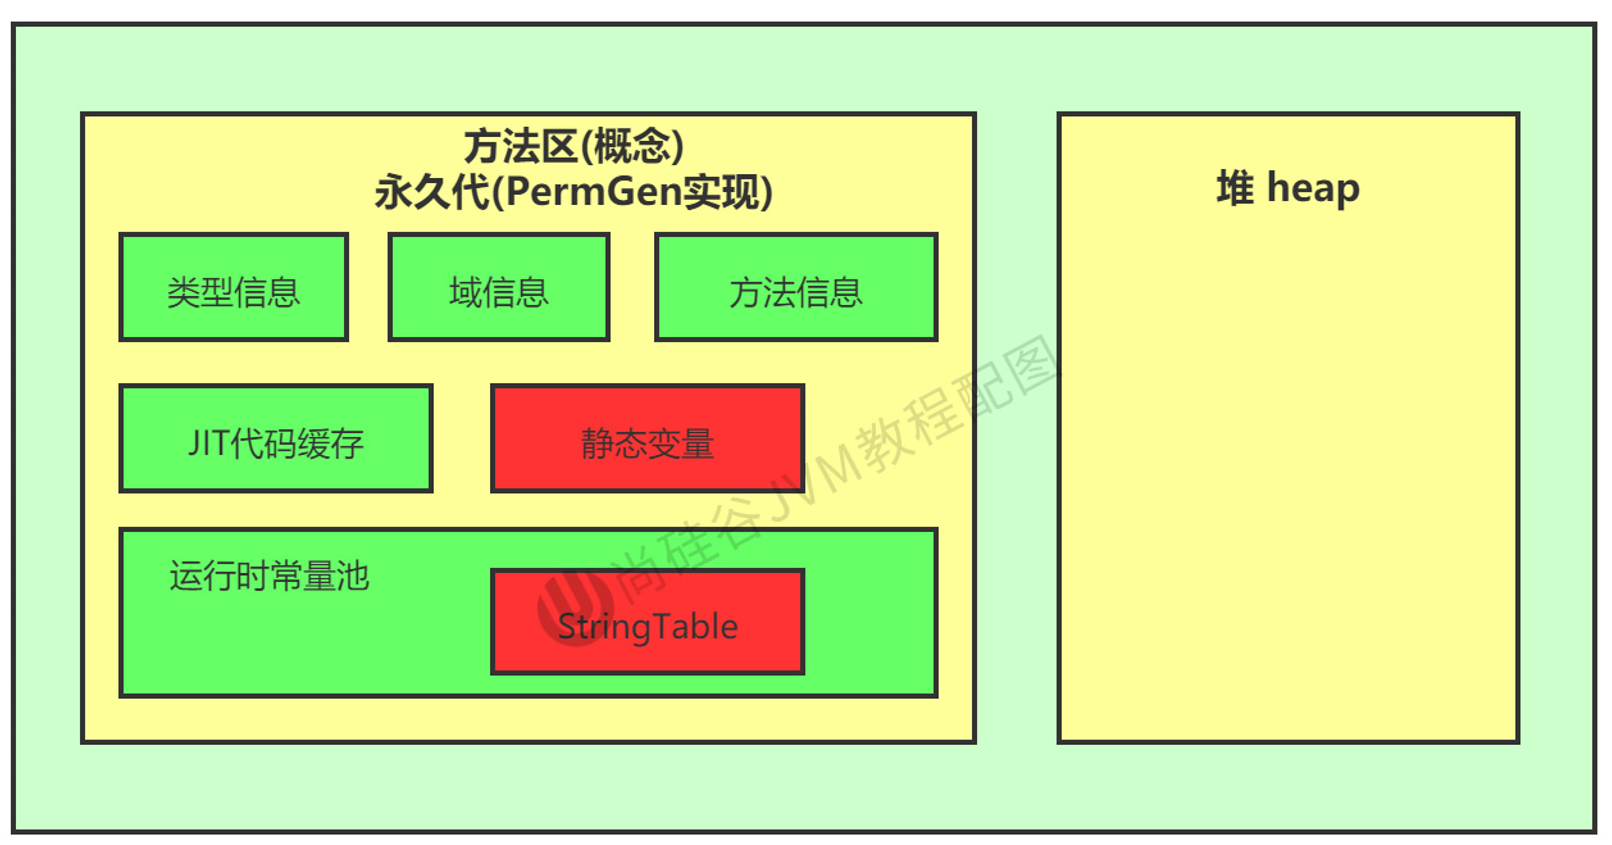 方法区(概念)
永久代(PermGen实现)
堆 heap
类型信息
域信息
方法信息
JIT代码缓存
静态变量
运行时常量池
StringTable
尚硅谷JVM教程配图